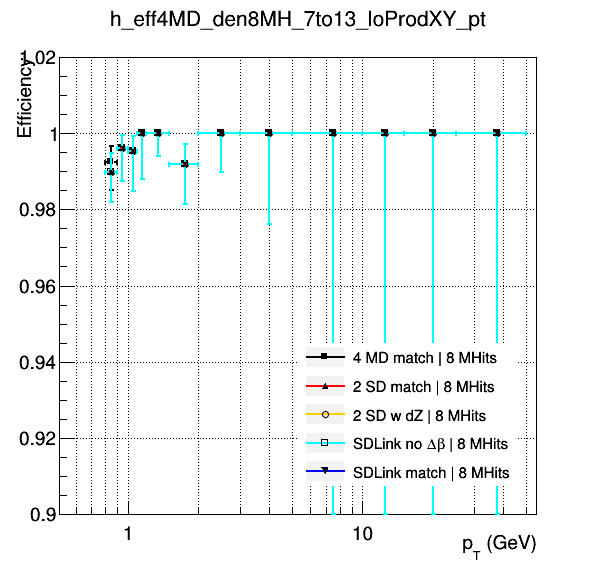 h_eff4MD_den8MH_7to13_loProdXY_pt
Efficiency
1.02
1
0.98
0.96
0.94
0.92
0.9
4 MD match | 8 MHits
2 SD match | 8 MHits
2 SD w dZ | 8 MHits
SDLink no Δβ | 8 MHits
SDLink match | 8 MHits
1
10
p_T (GeV)